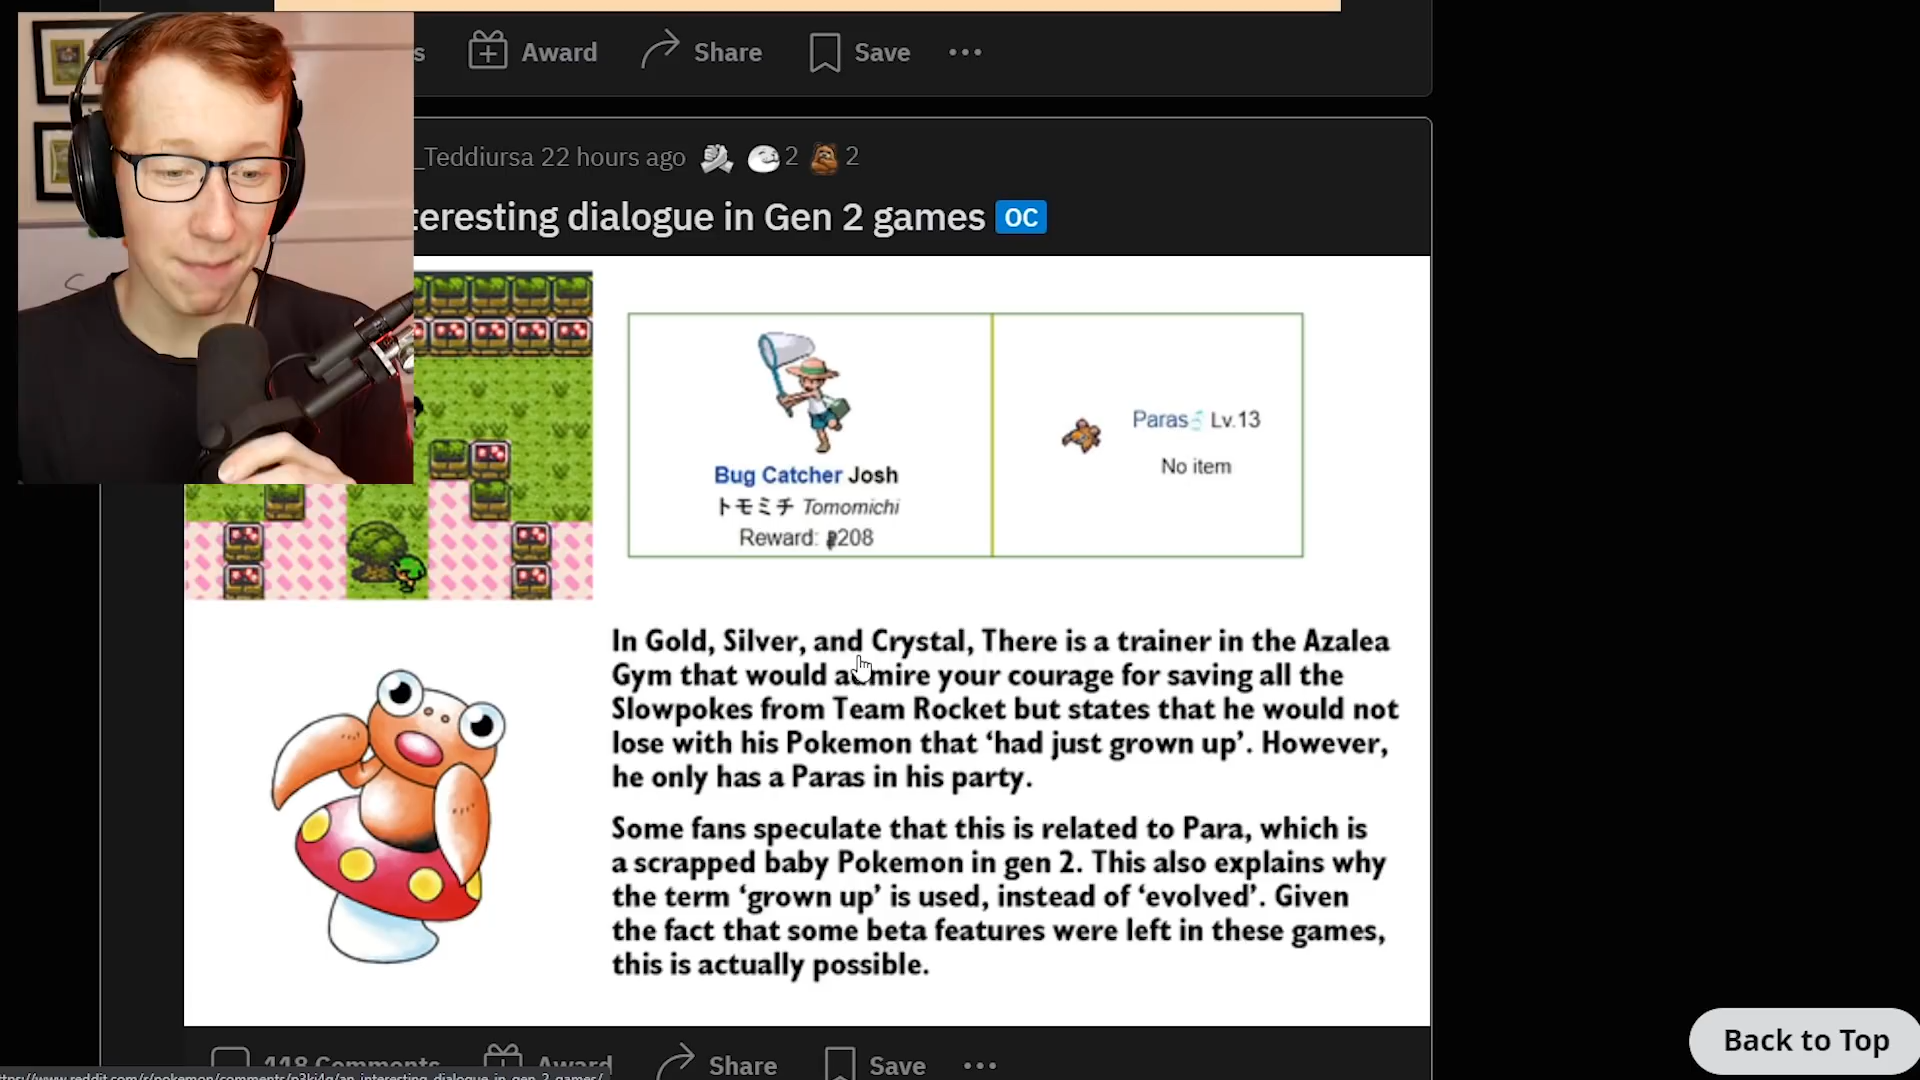 Award
Share
Save
_Teddiursa 22 hours ago 2 2
teresting dialogue in Gen 2 games OC
Paras♂ Lv.13
No item
Bug Catcher Josh
トモミチ Tomomichi
Reward: 208
In Gold, Silver, and Crystal, There is a trainer in the Azalea
Gym that would admire your courage for saving all the
Slowpokes from Team Rocket but states that he would not
lose with his Pokemon that ‘had just grown up’. However,
he only has a Paras in his party.
Some fans speculate that this is related to Para, which is
a scrapped baby Pokemon in gen 2. This also explains why
the term ‘grown up’ is used, instead of ‘evolved’. Given
the fact that some beta features were left in these games,
this is actually possible.
Back to Top
118 Comments
Award
Share
Save